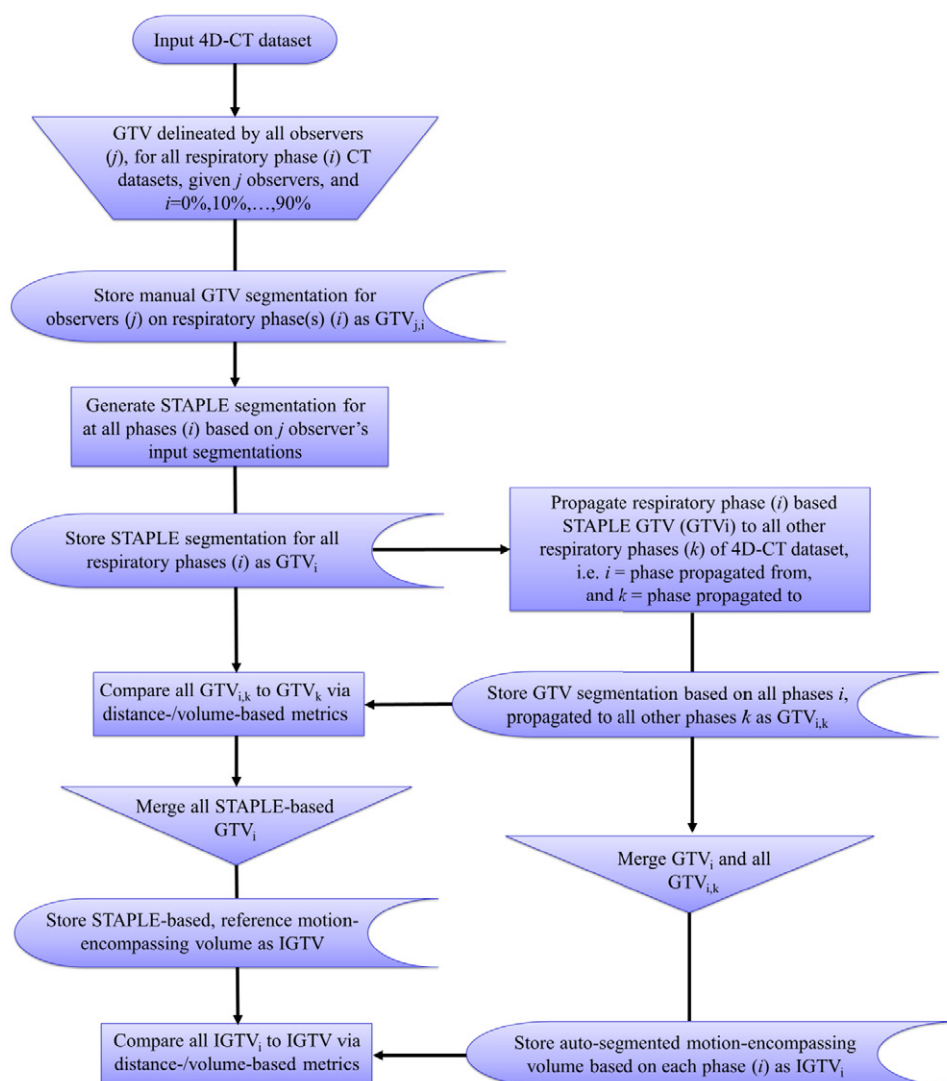 Input 4D-CT dataset
GTV delineated by all observers
(j), for all respiratory phase (i) CT
datasets, given j observers, and
i=0%,10%,…,90%
Store manual GTV segmentation for
observers (j) on respiratory phase(s) (i) as GTVj,i
Generate STAPLE segmentation for
at all phases (i) based on j observer's
input segmentations
Store STAPLE segmentation for all
respiratory phases (i) as GTVi
Propagate respiratory phase (i) based
STAPLE GTV (GTVi) to all other
respiratory phases (k) of 4D-CT dataset,
i.e. i = phase propagated from,
and k = phase propagated to
Compare all GTVi,k to GTVk via
distance-/volume-based metrics
Store GTV segmentation based on all phases i,
propagated to all other phases k as GTVi,k
Merge all STAPLE-based
GTVi
Merge GTVi and all
GTVi,k
Store STAPLE-based, reference motion-
encompassing volume as IGTV
Compare all IGTVi to IGTV via
distance-/volume-based metrics
Store auto-segmented motion-encompassing
volume based on each phase (i) as IGTVi